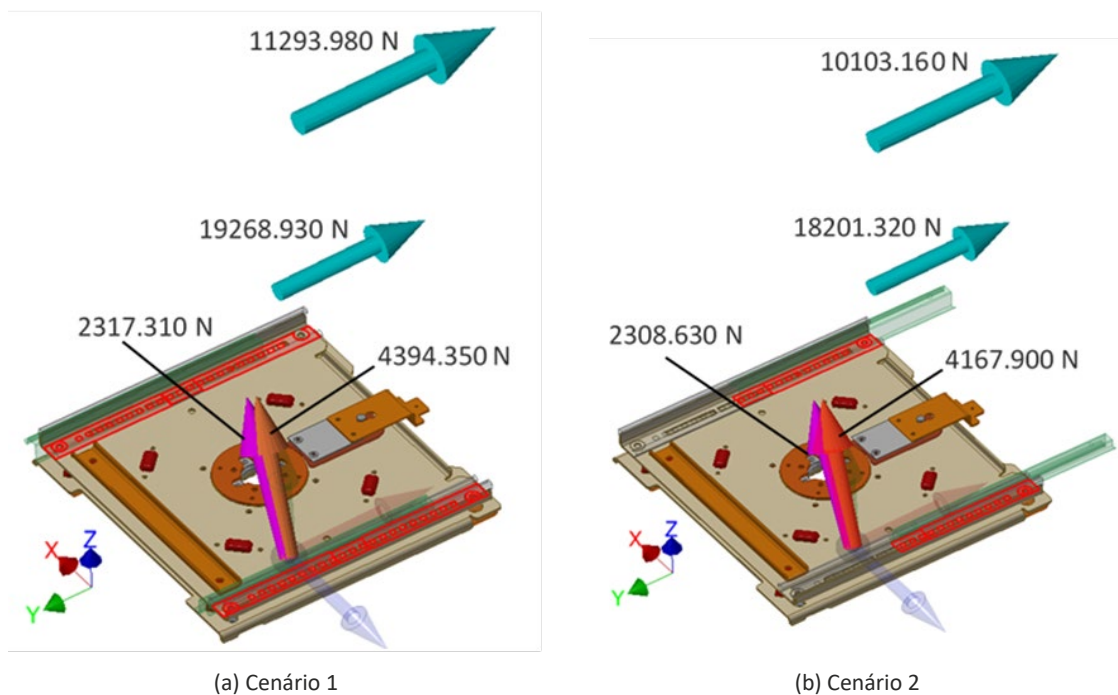 11293.980 N
19268.930 N
2317.310 N
4394.350 N
X
Z
Y
(a) Cenário 1
10103.160 N
18201.320 N
2308.630 N
4167.900 N
X
Z
Y
(b) Cenário 2